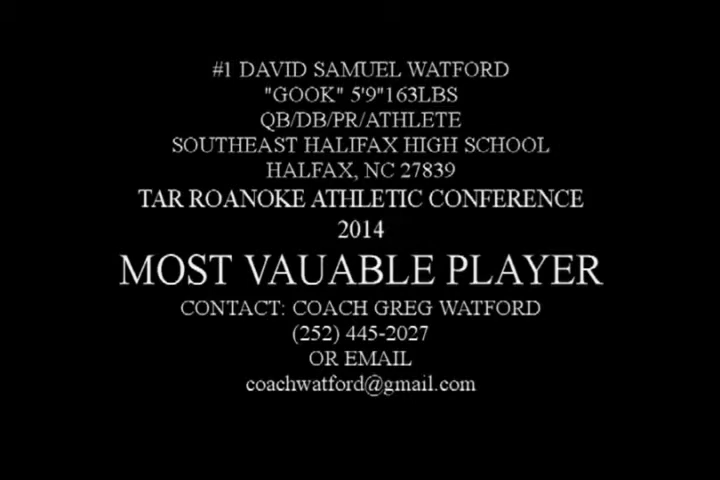 #1 DAVID SAMUEL WATFORD
"GOOK" 5'9"163LBS
QB/DB/PR/ATHLETE
SOUTHEAST HALIFAX HIGH SCHOOL
HALFAX, NC 27839
TAR ROANOKE ATHLETIC CONFERENCE
2014
MOST VAUABLE PLAYER
CONTACT: COACH GREG WATFORD
(252) 445-2027
OR EMAIL
coachwatford@gmail.com